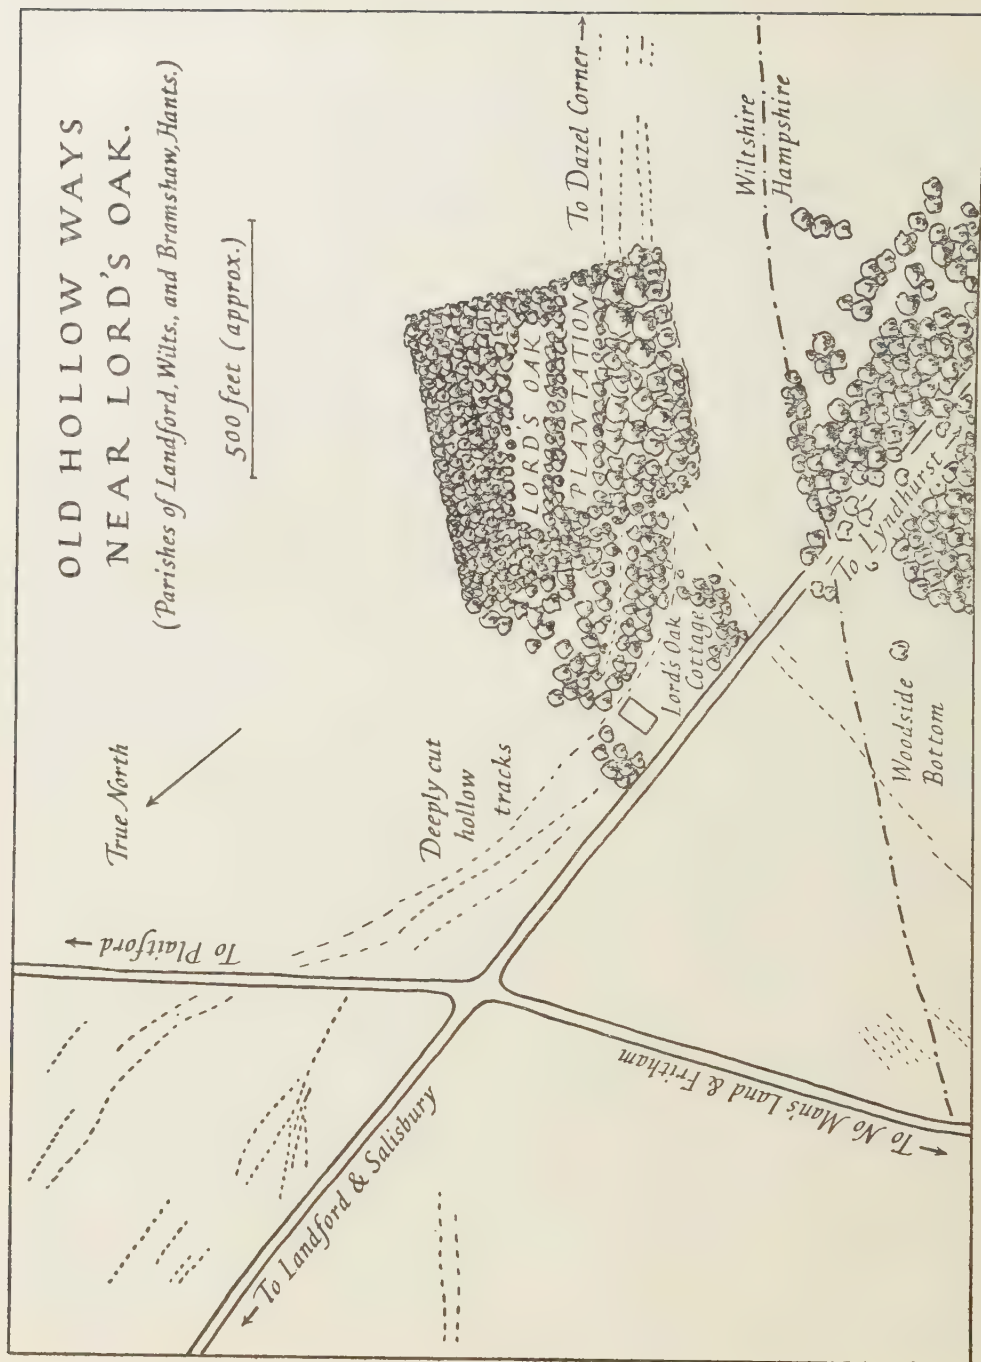 OLD HOLLOW WAYS
NEAR LORD'S OAK.
(Parishes of Landford, Wilts., and Bramshaw, Hants.)
500 feet (approx.)
True North
To Plaitford
Deeply cut
hollow
tracks
LORD'S OAK
PLANTATION
To Dazel Corner
Lord's Oak
Cottage
Wiltshire
Hampshire
To Lyndhurst
Woodside
Bottom
To Landford & Salisbury
To No Man's Land & Fritham